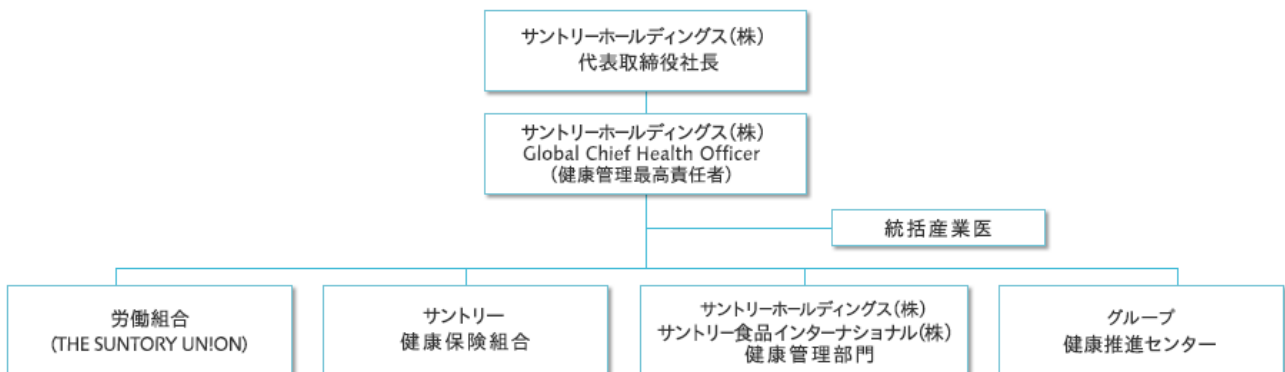 サントリーホールディングス(株)
代表取締役社長
サントリーホールディングス(株)
Global Chief Health Officer
(健康管理最高責任者)
統括産業医
労働組合
(THE SUNTORY UN!ON)
サントリー
健康保険組合
サントリーホールディングス(株)
サントリー食品インターナショナル(株)
健康管理部門
グループ
健康推進センター